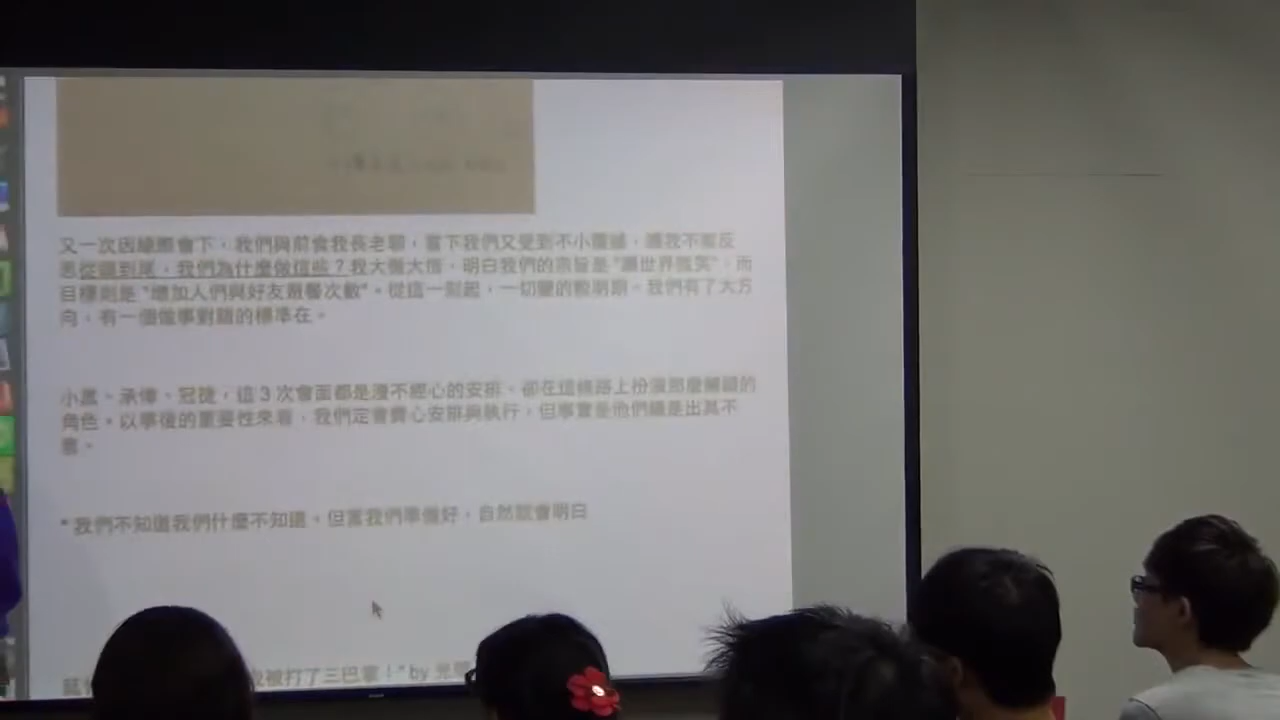 又一次因緣際會下，我們與前食我長老聊，當下我們又受到不小震撼，讓我不斷反
思從頭到尾，我們為什麼做這些？我大徹大悟，明白我們的宗旨是"讓世界微笑"，而
目標則是"增加人們與好友用餐次數"。從這一刻起，一切變的較明朗。我們有了大方
向，有一個做事對錯的標準在。
小恩、承偉、冠捷，這3次會面都是漫不經心的安排，卻在這條路上扮演那麼關鍵的
角色。以事後的重要性來看，我們定會費心安排與執行，但事實是他們總是出其不
意。
* 我們不知道我們什麼不知道。但當我們準備好，自然就會明白
被打了三巴掌！" by